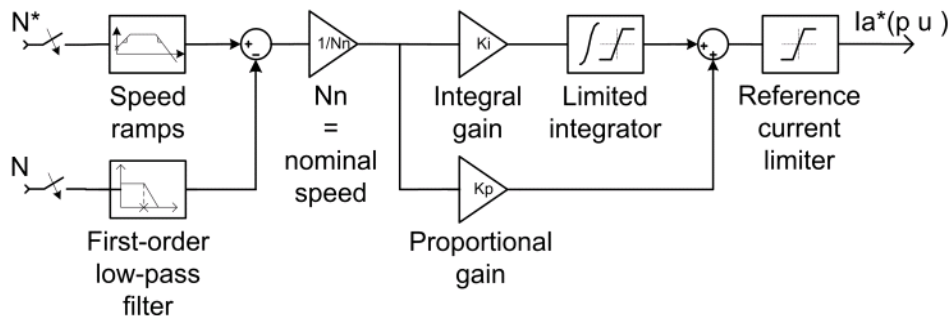 N*
Ia*(p u )
+
-
1/Nn
Ki
+
+
Speed
ramps
Nn
=
nominal
speed
Integral
gain
Limited
integrator
Reference
current
limiter
N
Kp
First-order
low-pass
filter
Proportional
gain